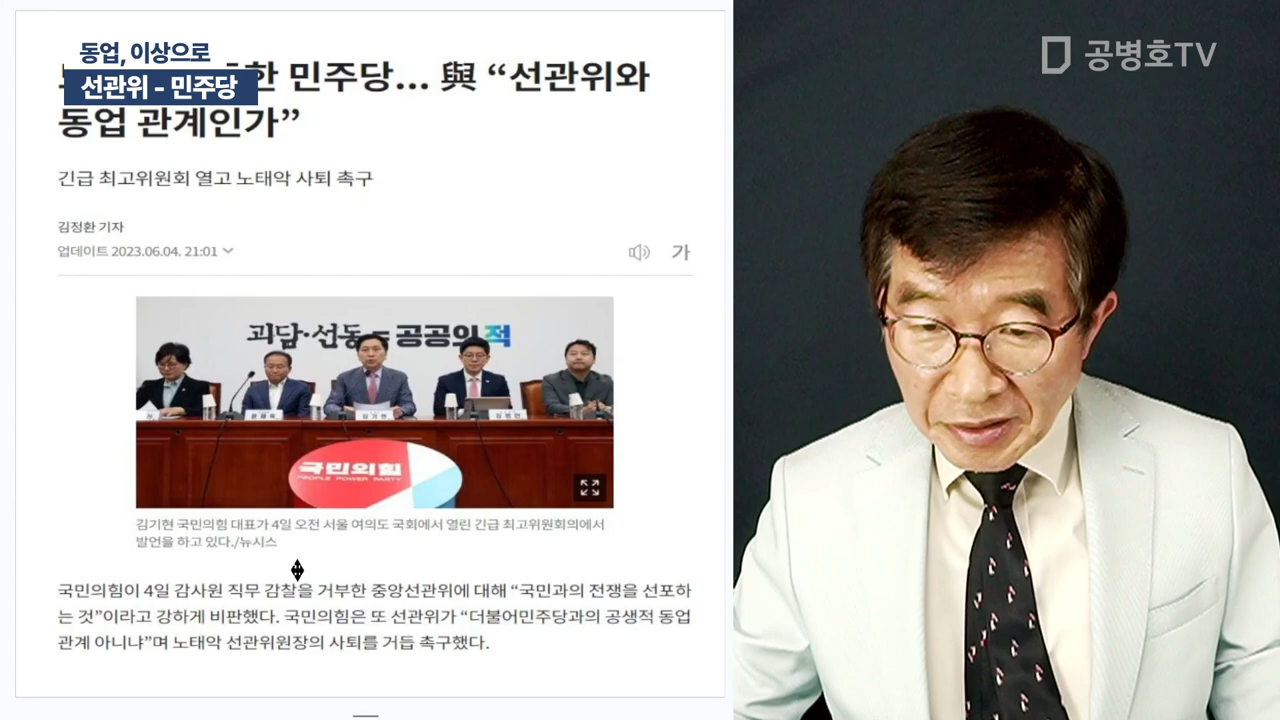 동업, 이상으로
선관위 - 민주당
한 민주당... 與 “선관위와
동업 관계인가”
긴급 최고위원회 열고 노태악 사퇴 촉구
김정환 기자
업데이트 2023.06.04. 21:01
가
괴담·선동 = 공공의 적
국민의힘
PEOPLE POWER PARTY
김기현 국민의힘 대표가 4일 오전 서울 여의도 국회에서 열린 긴급 최고위원회의에서
발언을 하고 있다./뉴시스
국민의힘이 4일 감사원 직무 감찰을 거부한 중앙선관위에 대해 “국민과의 전쟁을 선포하
는 것”이라고 강하게 비판했다. 국민의힘은 또 선관위가 “더불어민주당과의 공생적 동업
관계 아니냐”며 노태악 선관위원장의 사퇴를 거듭 촉구했다.
공병호TV